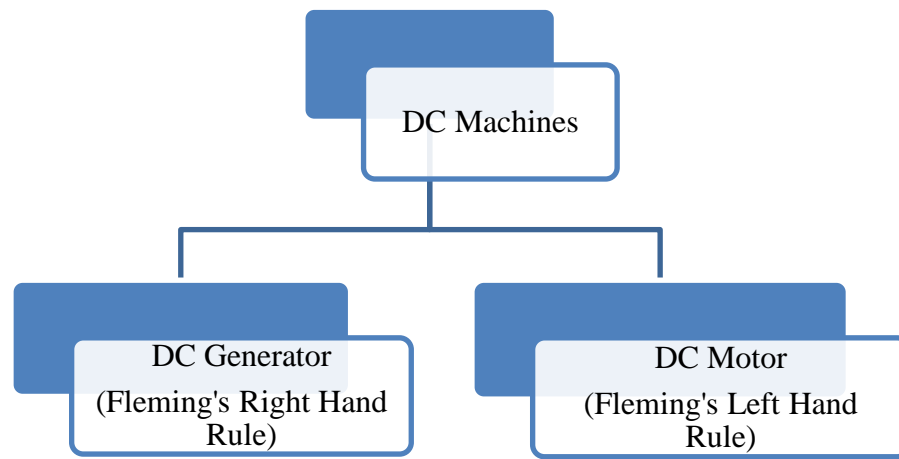 DC Machines
DC Generator
(Fleming's Right Hand
Rule)
DC Motor
(Fleming's Left Hand
Rule)